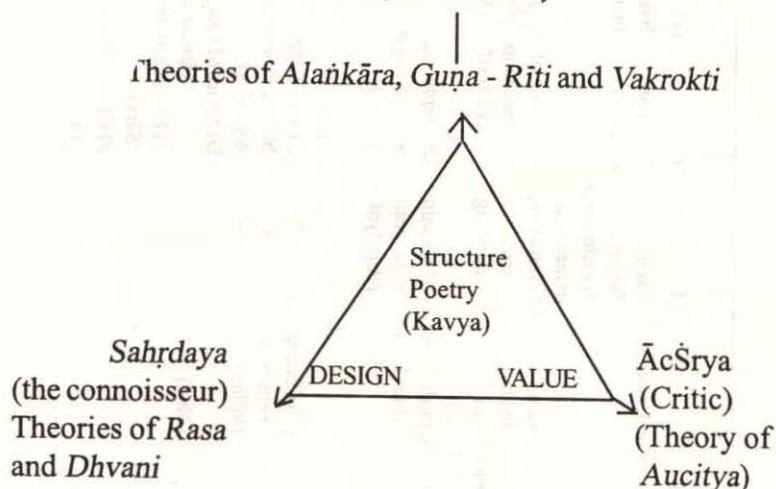 Theories of Alaṅkāra, Guṇa - Rīti and Vakrokti
Structure
Poetry
(Kavya)
DESIGN VALUE
Sahṛdaya
(the connoisseur)
Theories of Rasa
and Dhvani
ĀcŚrya
(Critic)
(Theory of
Aucitya)